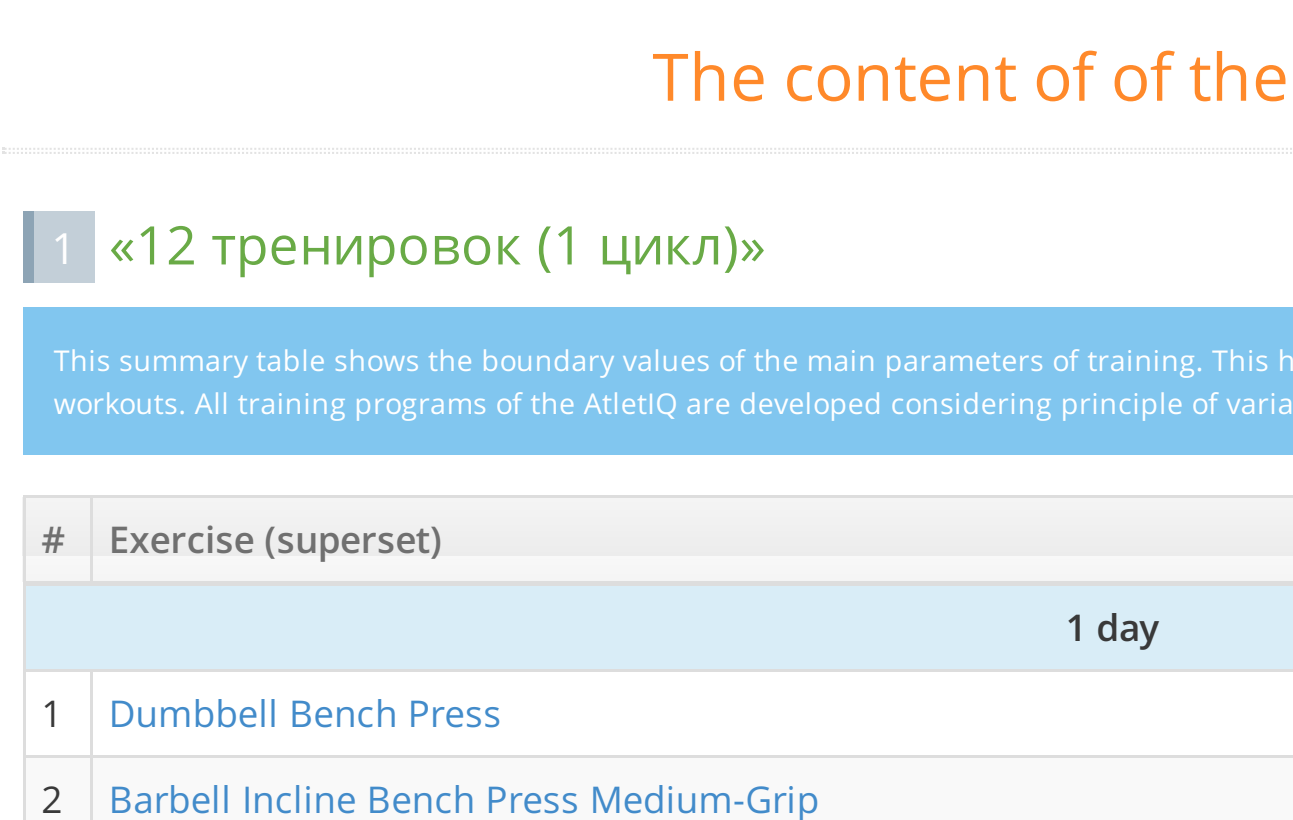 The content of of the
1 «12 тренировок (1 цикл)»
This summary table shows the boundary values of the main parameters of training. This
workouts. All training programs of the AtletIQ are developed considering principle of
# Exercise (superset)
1 day
1 Dumbbell Bench Press
2 Barbell Incline Bench Press Medium-Grip